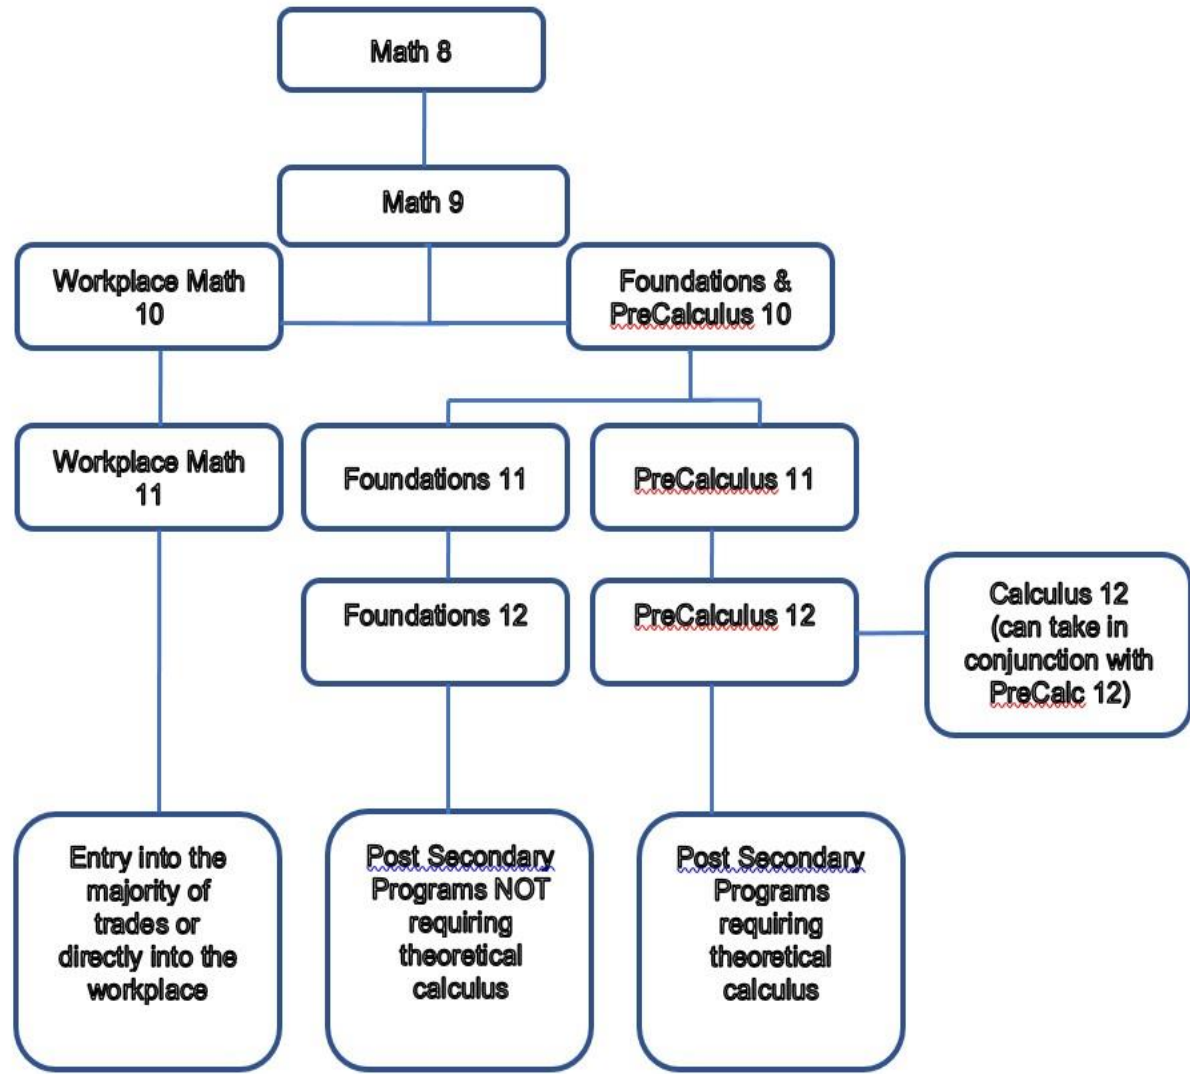 Math 8
Math 9
Workplace Math
10
Foundations &
PreCalculus 10
Workplace Math
11
Foundations 11
PreCalculus 11
Foundations 12
PreCalculus 12
Calculus 12
(can take in
conjunction with
PreCalc 12)
Entry into the
majority of
trades or
directly into the
workplace
Post Secondary
Programs NOT
requiring
theoretical
calculus
Post Secondary
Programs
requiring
theoretical
calculus